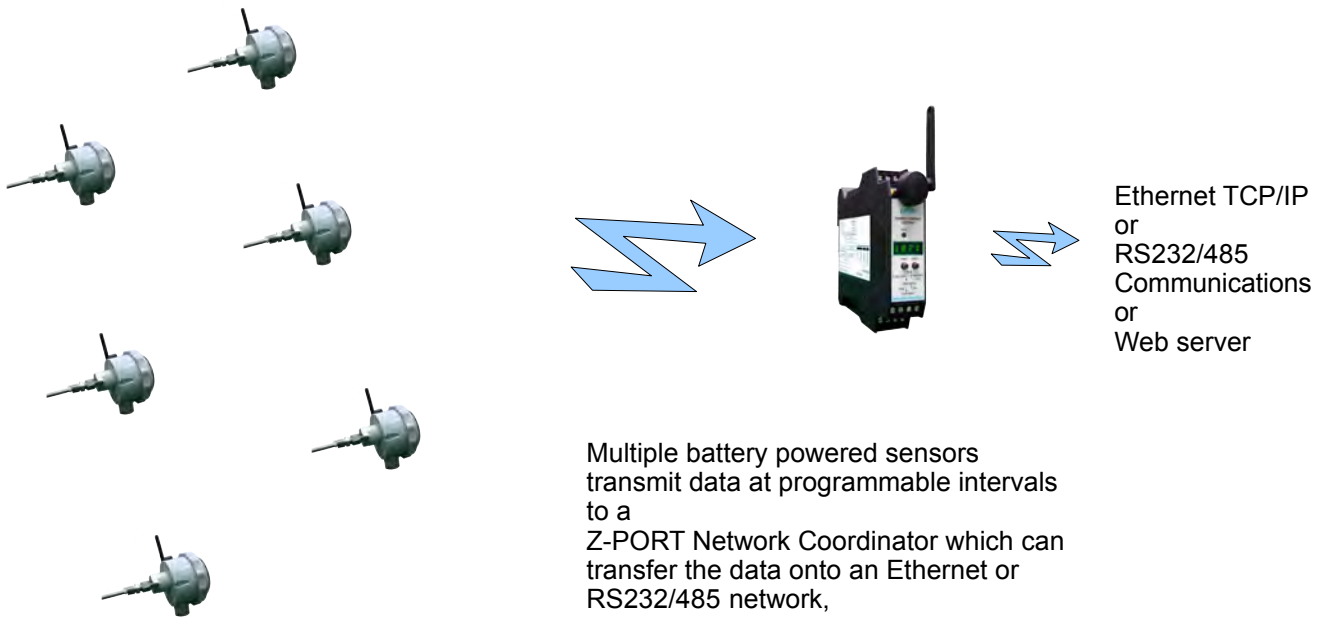 Ethernet TCP/IP
or
RS232/485
Communications
or
Web server
Multiple battery powered sensors
transmit data at programmable intervals
to a
Z-PORT Network Coordinator which can
transfer the data onto an Ethernet or
RS232/485 network,